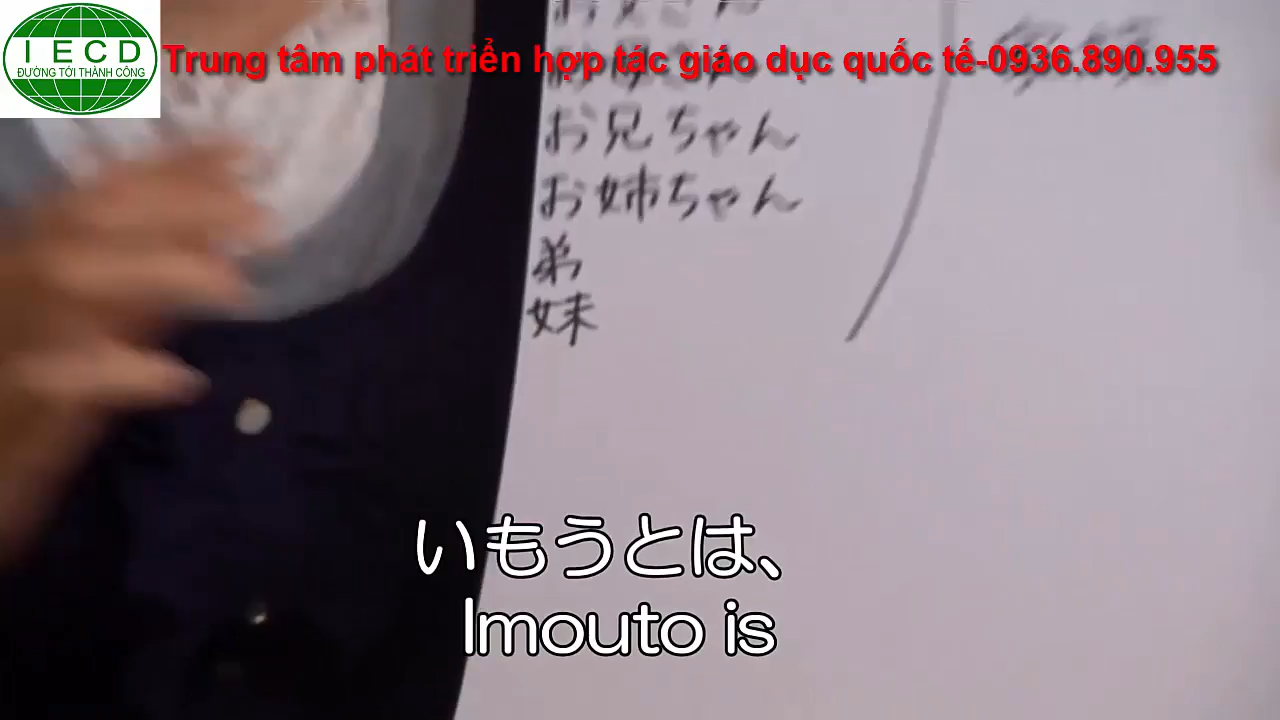 IECD
ĐƯỜNG TỚI THÀNH CÔNG
Trung tâm phát triển hợp tác giáo dục quốc tế-0936.890.955
お兄ちゃん
お姉ちゃん
弟
妹
いもうとは、
Imouto is